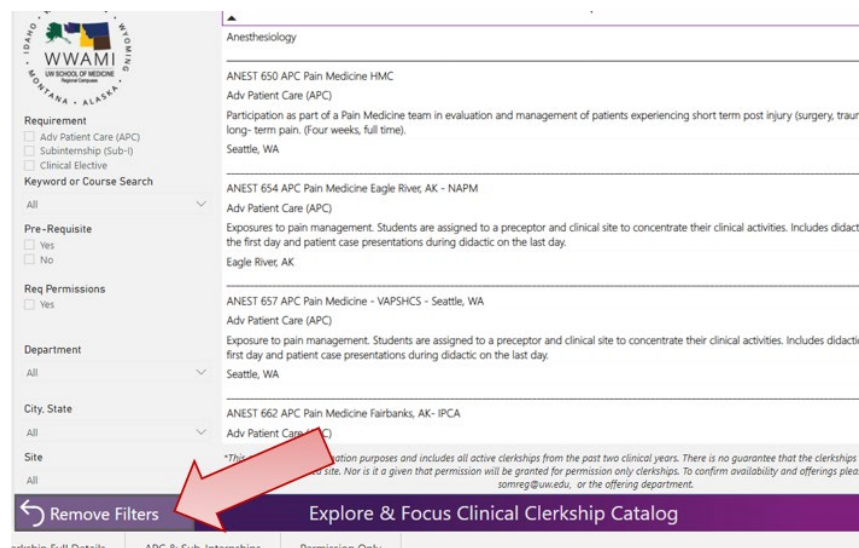 IDAHO · WYOMING
WWAMI
UW SCHOOL OF MEDICINE
Regional Campuses
MONTANA · ALASKA
Requirement
Adv Patient Care (APC)
Subinternship (Sub-I)
Clinical Elective
Keyword or Course Search
All
Pre-Requisite
Yes
No
Req Permissions
Yes
Department
All
City, State
All
Site
All
Remove Filters
Anesthesiology
ANEST 650 APC Pain Medicine HMC
Adv Patient Care (APC)
Participation as part of a Pain Medicine team in evaluation and management of patients experiencing short term post injury (surgery,
long- term pain. (Four weeks, full time).
Seattle, WA
ANEST 654 APC Pain Medicine Eagle River, AK - NAPM
Adv Patient Care (APC)
Exposures to pain management. Students are assigned to a preceptor and clinical site to concentrate their clinical activities. Includes
the first day and patient case presentations during didactic on the last day.
Eagle River, AK
ANEST 657 APC Pain Medicine - VAPSHCS - Seattle, WA
Adv Patient Care (APC)
Exposure to pain management. Students are assigned to a preceptor and clinical site to concentrate their clinical activities. Includes
first day and patient case presentations during didactic on the last day.
Seattle, WA
ANEST 662 APC Pain Medicine Fairbanks, AK- IPCA
Adv Patient Care (APC)
*This purposes and includes all active clerkships from the past two clinical years. There is no guarantee that the clerkships
site. Nor is it a given that permission will be granted for permission only clerkships. To confirm availability and offerings
somreg@uw.edu, or the offering department.
Explore & Focus Clinical Clerkship Catalog
Full Details
APC & Sub-Internships
Permission Only